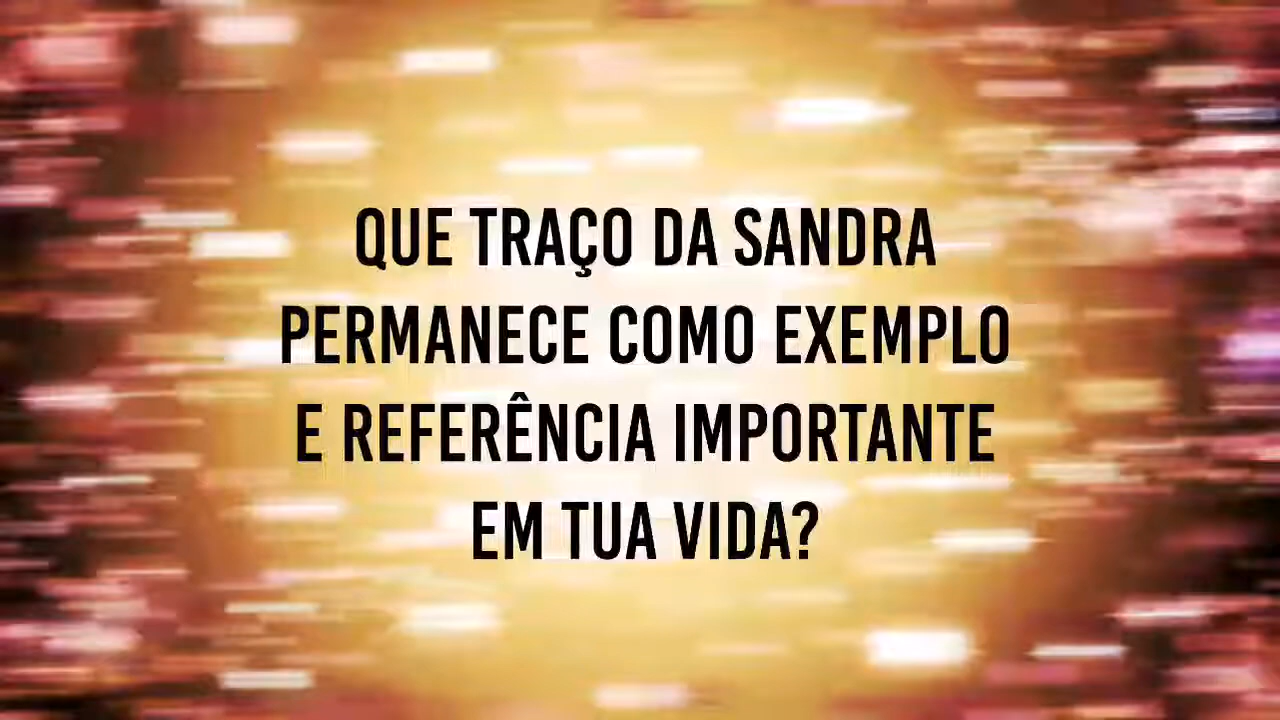 QUE TRAÇO DA SANDRA
PERMANECE COMO EXEMPLO
E REFERÊNCIA IMPORTANTE
EM TUA VIDA?